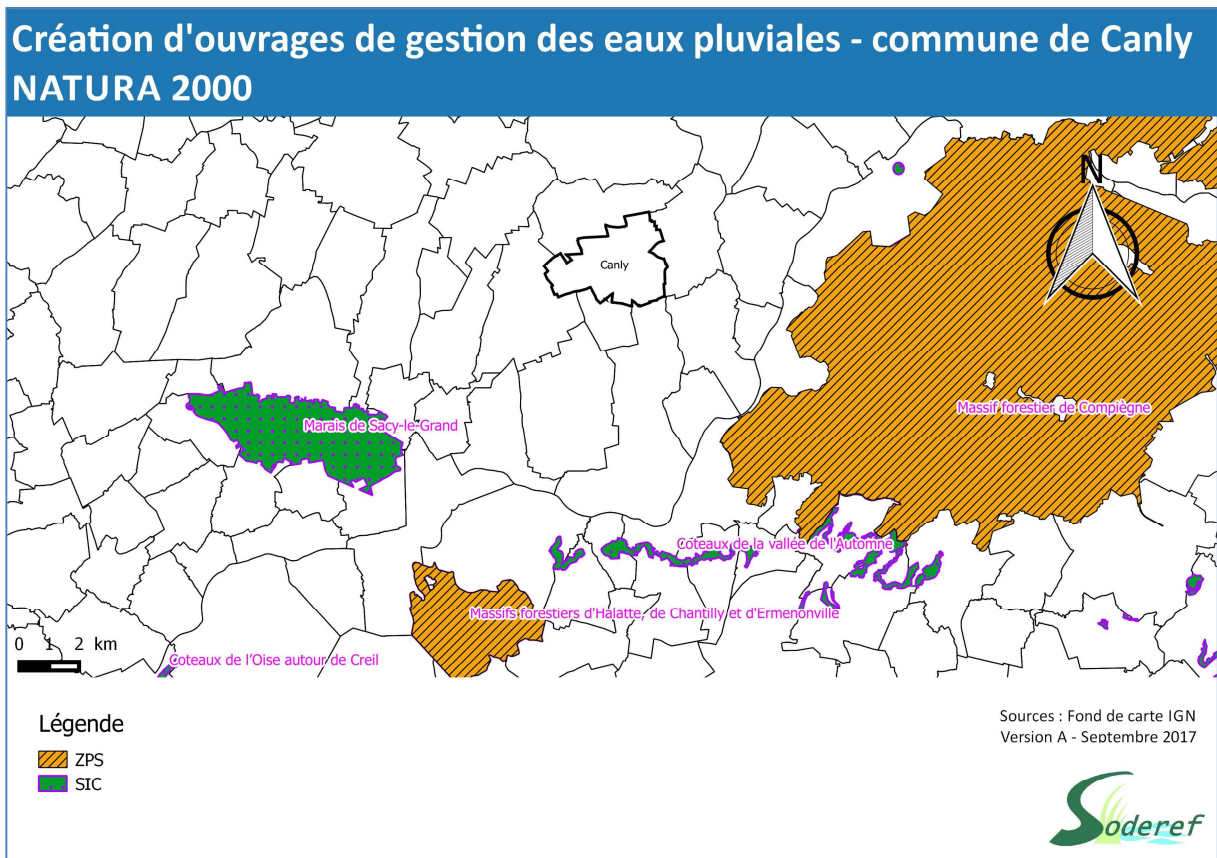 Création d'ouvrages de gestion des eaux pluviales - commune de Canly
NATURA 2000
N
Canly
Massif forestier de Compiègne
Marais de Sacy-le-Grand
Coteaux de la vallée de l'Automne
Massifs forestiers d'Halatte, de Chantilly et d'Ermenonville
0 1 2 km
Coteaux de l'Oise autour de Creil
Légende
ZPS
SIC
Sources : Fond de carte IGN
Version A - Septembre 2017
Soderef